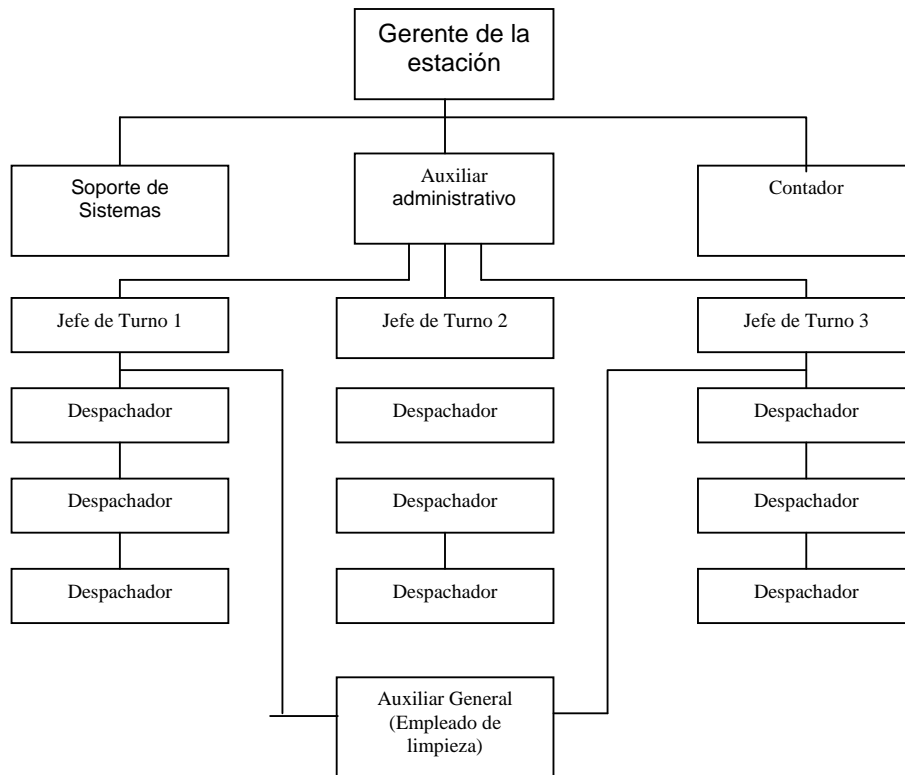 Gerente de la
estación
Soporte de
Sistemas
Auxiliar
administrativo
Contador
Jefe de Turno 1
Jefe de Turno 2
Jefe de Turno 3
Despachador
Despachador
Despachador
Despachador
Despachador
Despachador
Despachador
Despachador
Despachador
Auxiliar General
(Empleado de
limpieza)